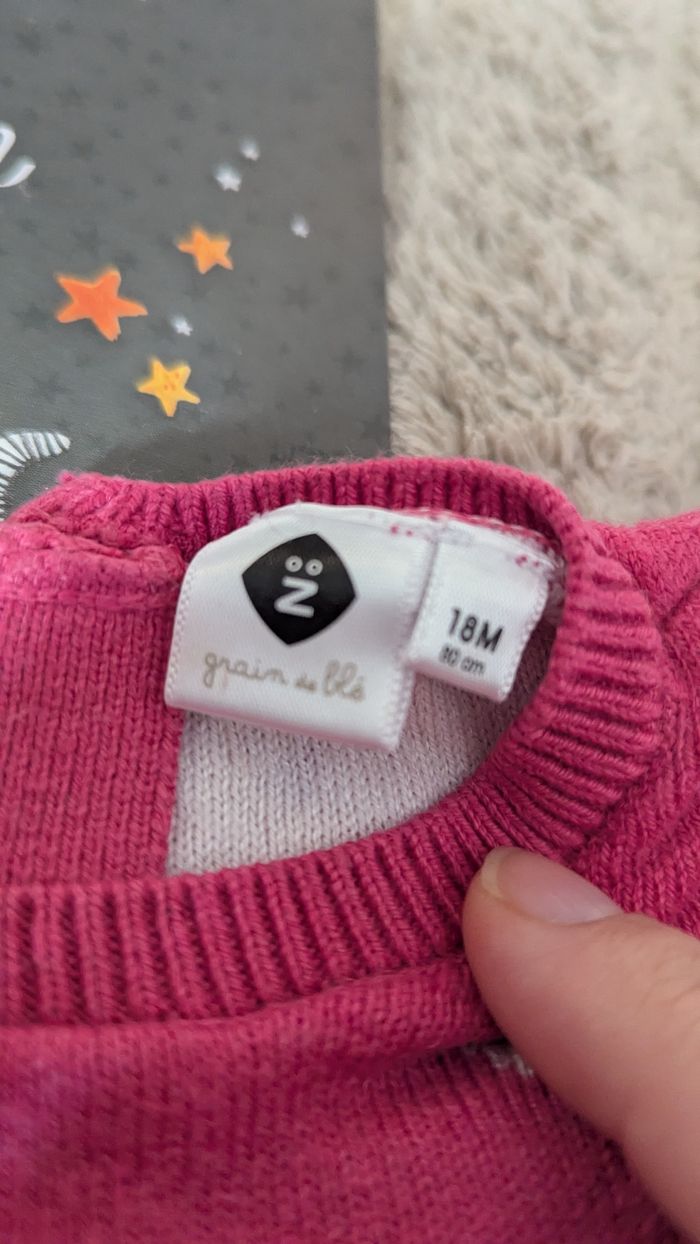 grain de blé
18M
80 cm